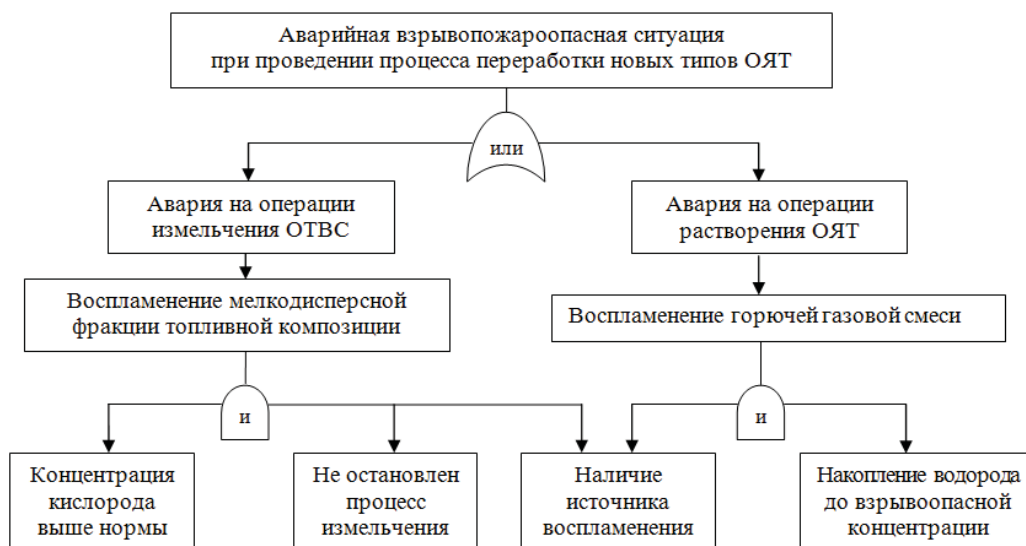 Аварийная взрывопожароопасная ситуация
при проведении процесса переработки новых типов ОЯТ
или
Авария на операции
измельчения ОТВС
Авария на операции
растворения ОЯТ
Воспламенение мелкодисперсной
фракции топливной композиции
Воспламенение горючей газовой смеси
и
и
Концентрация
кислорода
выше нормы
Не остановлен
процесс
измельчения
Наличие
источника
воспламенения
Накопление водорода
до взрывоопасной
концентрации